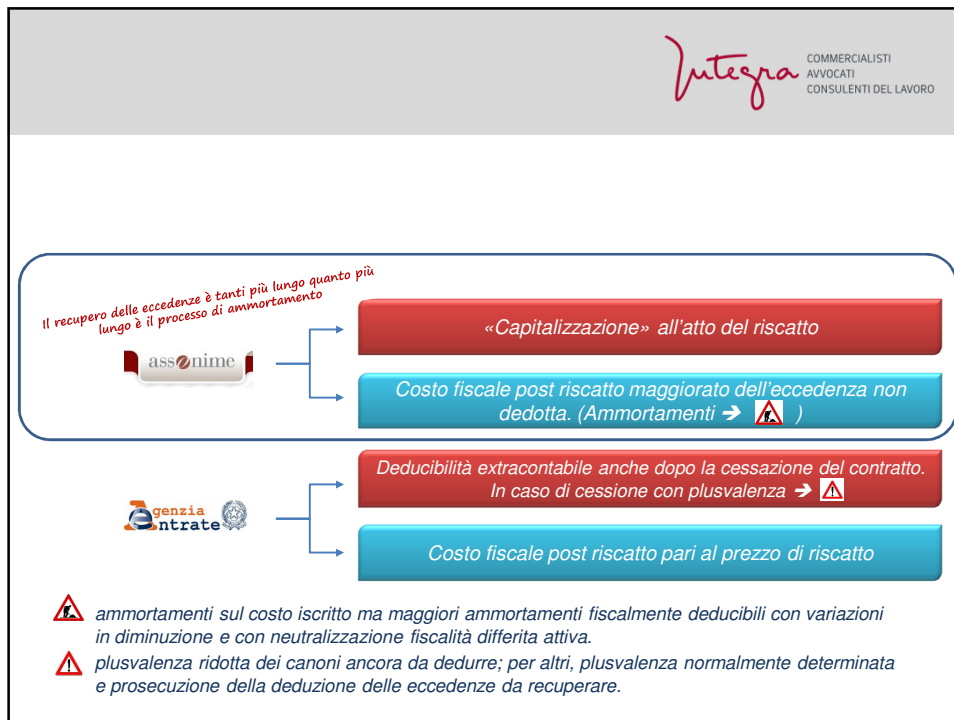 Integra
COMMERCIALISTI
AVVOCATI
CONSULENTI DEL LAVORO
Il recupero delle eccedenze è tanti più lungo quanto più
lungo è il processo di ammortamento
assonime
«Capitalizzazione» all'atto del riscatto
Costo fiscale post riscatto maggiorato dell'eccedenza non
dedotta. (Ammortamenti ➔ )
Agenzia
Entrate
Deducibilità extracontabile anche dopo la cessazione del contratto.
In caso di cessione con plusvalenza ➔
Costo fiscale post riscatto pari al prezzo di riscatto
ammortamenti sul costo iscritto ma maggiori ammortamenti fiscalmente deducibili con variazioni
in diminuzione e con neutralizzazione fiscalità differita attiva.
plusvalenza ridotta dei canoni ancora da dedurre; per altri, plusvalenza normalmente determinata
e prosecuzione della deduzione delle eccedenze da recuperare.